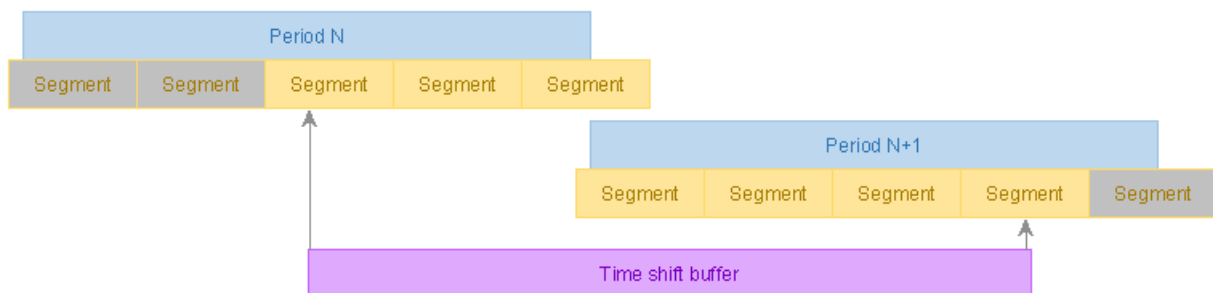 Period N
Segment Segment Segment Segment Segment
Period N+1
Segment Segment Segment Segment Segment
Time shift buffer